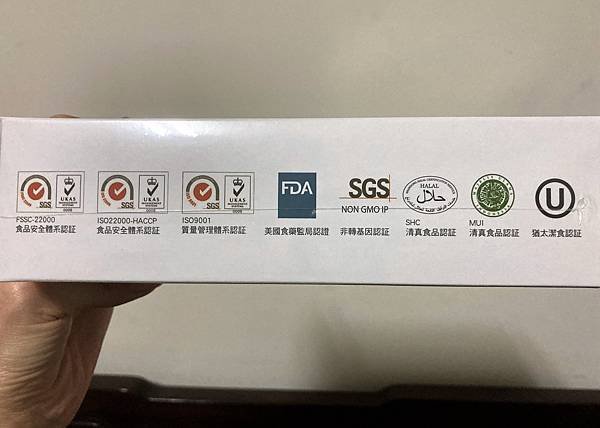 UKAS
UKAS
UKAS
FDA
SGS
HALAL
حلال
U
NON GMO IP
FSSC-22000
食品安全體系認証
ISO22000-HACCP
食品安全體系認証
ISO9001
質量管理體系認証
美國食藥監局認證
非轉基因認証
SHC
清真食品認証
MUI
清真食品認証
猶太潔食認証